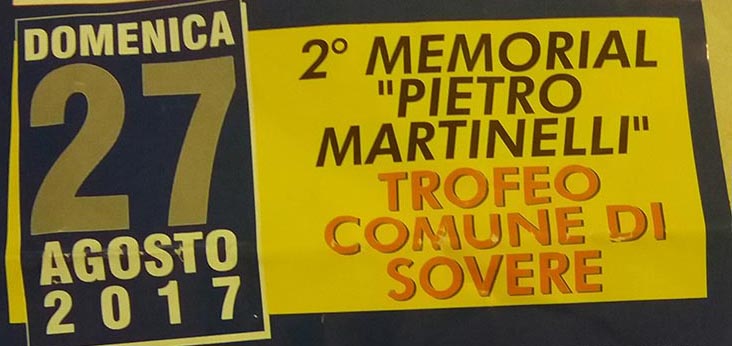 DOMENICA
27
AGOSTO
2017
2° MEMORIAL
"PIETRO
MARTINELLI"
TROFEO
COMUNE DI
SOVERE